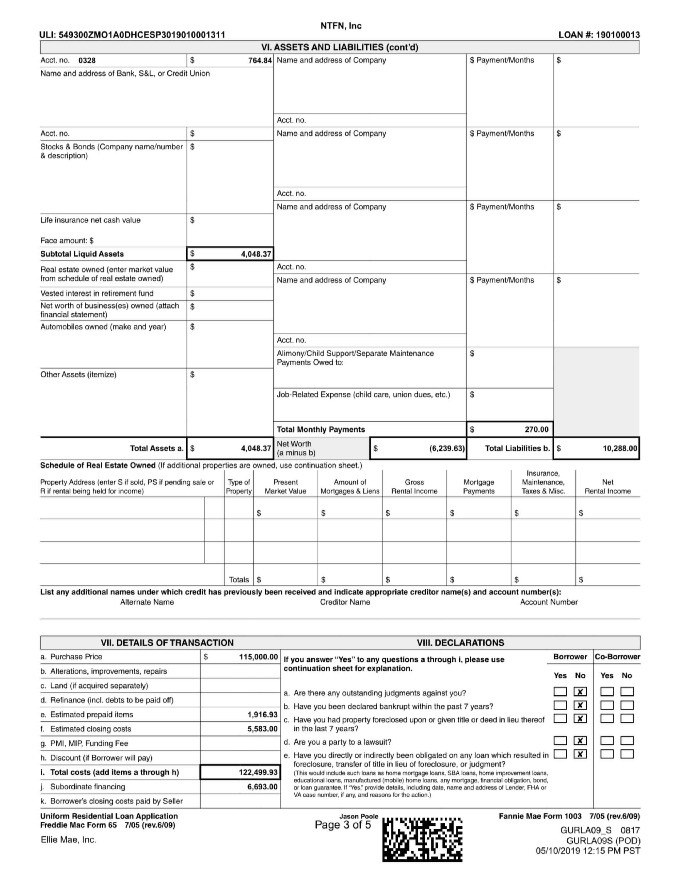 NTFN, Inc
ULI: 549300ZMO1A0DHCESP3019010001311 LOAN #: 190100013
VI. ASSETS AND LIABILITIES (cont'd)
Acct. no. 0328 $ 764.84 Name and address of Company $ Payment/Months $
Name and address of Bank, S&L, or Credit Union
Acct. no.
Acct. no. $ Name and address of Company $ Payment/Months $
Stocks & Bonds (Company name/number $
& description)
Acct. no.
Name and address of Company $ Payment/Months $
Life insurance net cash value $
Face amount: $
Subtotal Liquid Assets $ 4,048.37
Real estate owned (enter market value $ Acct. no.
from schedule of real estate owned) Name and address of Company $ Payment/Months $
Vested interest in retirement fund $
Net worth of business(es) owned (attach $
financial statement)
Automobiles owned (make and year) $
Acct. no.
Alimony/Child Support/Separate Maintenance $
Payments Owed to:
Other Assets (itemize) $
Job-Related Expense (child care, union dues, etc.) $
Total Monthly Payments $ 270.00
Total Assets a. $ 4,048.37 Net Worth (a minus b) $ (6,239.63) Total Liabilities b. $ 10,288.00
Schedule of Real Estate Owned (If additional properties are owned, use continuation sheet.)
Property Address (enter S if sold, PS if pending sale or R if rental being held for income) Type of Property Present Market Value Amount of Mortgages & Liens Gross Rental Income Mortgage Payments Insurance, Maintenance, Taxes & Misc. Net Rental Income
$ $ $ $ $ $
Totals $ $ $ $ $ $
List any additional names under which credit has previously been received and indicate appropriate creditor name(s) and account number(s):
Alternate Name Creditor Name Account Number
VII. DETAILS OF TRANSACTION VIII. DECLARATIONS
a. Purchase Price $ 115,000.00
b. Alterations, improvements, repairs
c. Land (if acquired separately)
d. Refinance (incl. debts to be paid off)
e. Estimated prepaid items 1,916.93
f. Estimated closing costs 5,583.00
g. PMI, MIP, Funding Fee
h. Discount (if Borrower will pay)
i. Total costs (add items a through h) 122,499.93
j. Subordinate financing 6,693.00
k. Borrower's closing costs paid by Seller
If you answer "Yes" to any questions a through i, please use Borrower Co-Borrower
continuation sheet for explanation.
Yes No Yes No
a. Are there any outstanding judgments against you? X
b. Have you been declared bankrupt within the past 7 years? X
c. Have you had property foreclosed upon or given title or deed in lieu thereof X
in the last 7 years?
d. Are you a party to a lawsuit? X
e. Have you directly or indirectly been obligated on any loan which resulted in X
foreclosure, transfer of title in lieu of foreclosure, or judgment?
(This would include such loans as home mortgage loans, SBA loans, home improvement loans,
educational loans, manufactured (mobile) home loans, any mortgage, financial obligation, bond,
or loan guarantee. If "Yes," provide details, including date, name and address of Lender, FHA or
VA case number, if any, and reasons for the action.)
Uniform Residential Loan Application Jason Poole Fannie Mae Form 1003 7/05 (rev.6/09)
Freddie Mac Form 65 7/05 (rev.6/09) Page 3 of 5
GURLA09_S 0817
Ellie Mae, Inc. GURLA09S (POD)
05/10/2019 12:15 PM PST